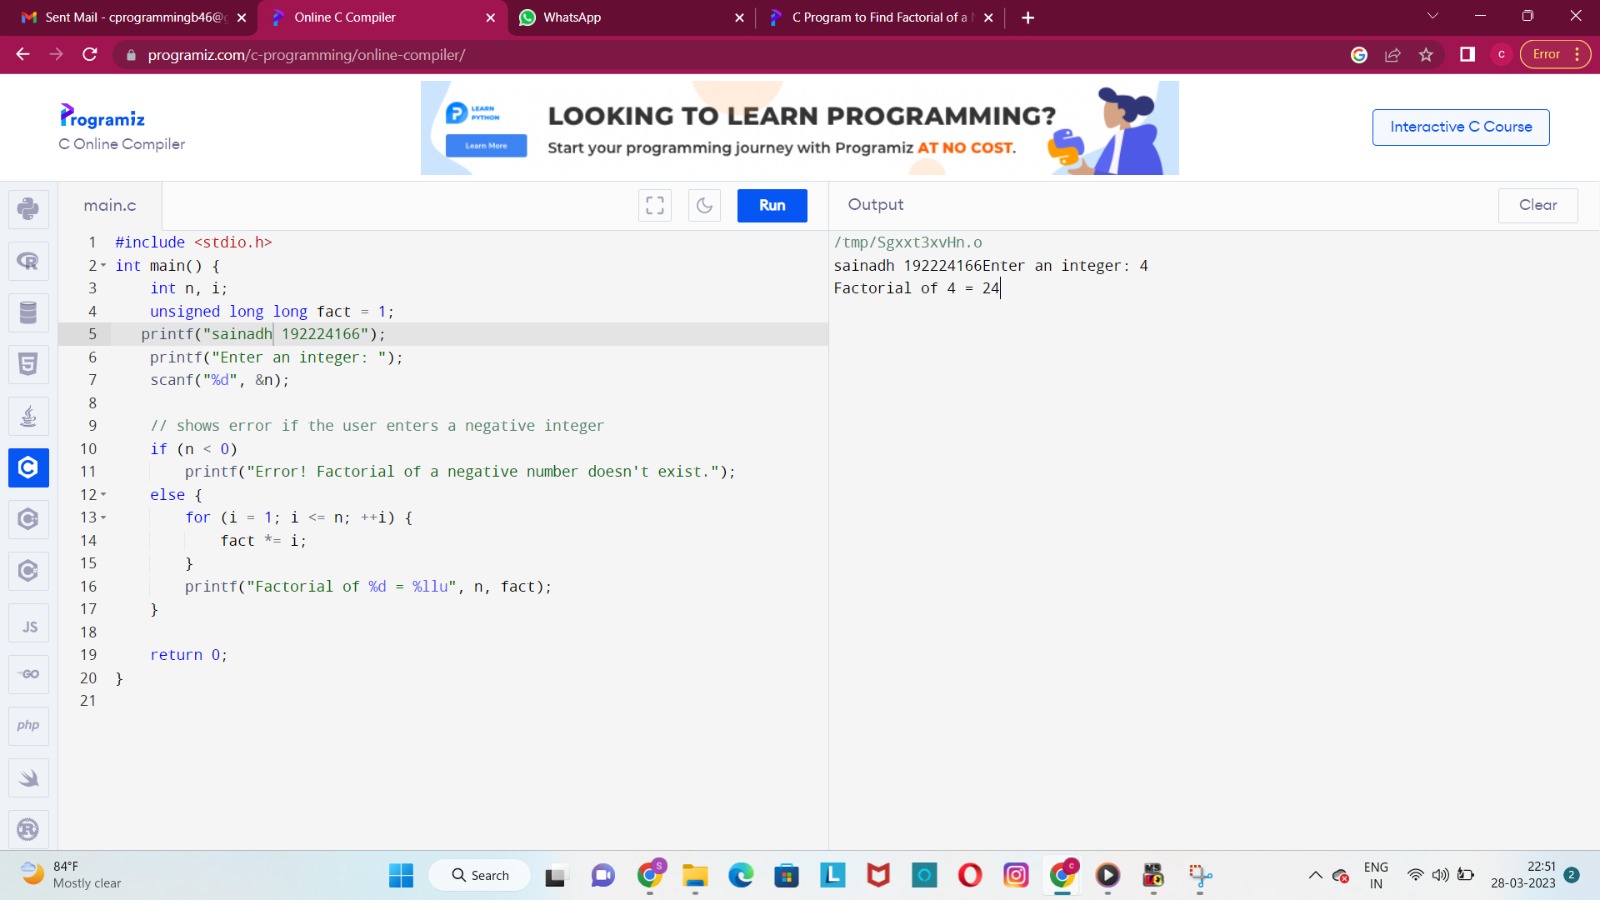 Sent Mail - cprogrammingb46@
Online C Compiler
WhatsApp
C Program to Find Factorial of a
programiz.com/c-programming/online-compiler/
C
Error
Programiz
C Online Compiler
LEARN
PYTHON
Learn More
LOOKING TO LEARN PROGRAMMING?
Start your programming journey with Programiz AT NO COST.
Interactive C Course
main.c
Run
Output
Clear
1 #include <stdio.h>
2 int main() {
3 int n, i;
4 unsigned long long fact = 1;
5 printf("sainadh 192224166");
6 printf("Enter an integer: ");
7 scanf("%d", &n);
8
9 // shows error if the user enters a negative integer
10 if (n < 0)
11 printf("Error! Factorial of a negative number doesn't exist.");
12 else {
13 for (i = 1; i <= n; ++i) {
14 fact *= i;
15 }
16 printf("Factorial of %d = %llu", n, fact);
17 }
18
19 return 0;
20 }
21
/tmp/Sgxxt3xvHn.o
sainadh 192224166Enter an integer: 4
Factorial of 4 = 24
JS
GO
php
84°F
Mostly clear
Search
ENG
IN
22:51
28-03-2023
2